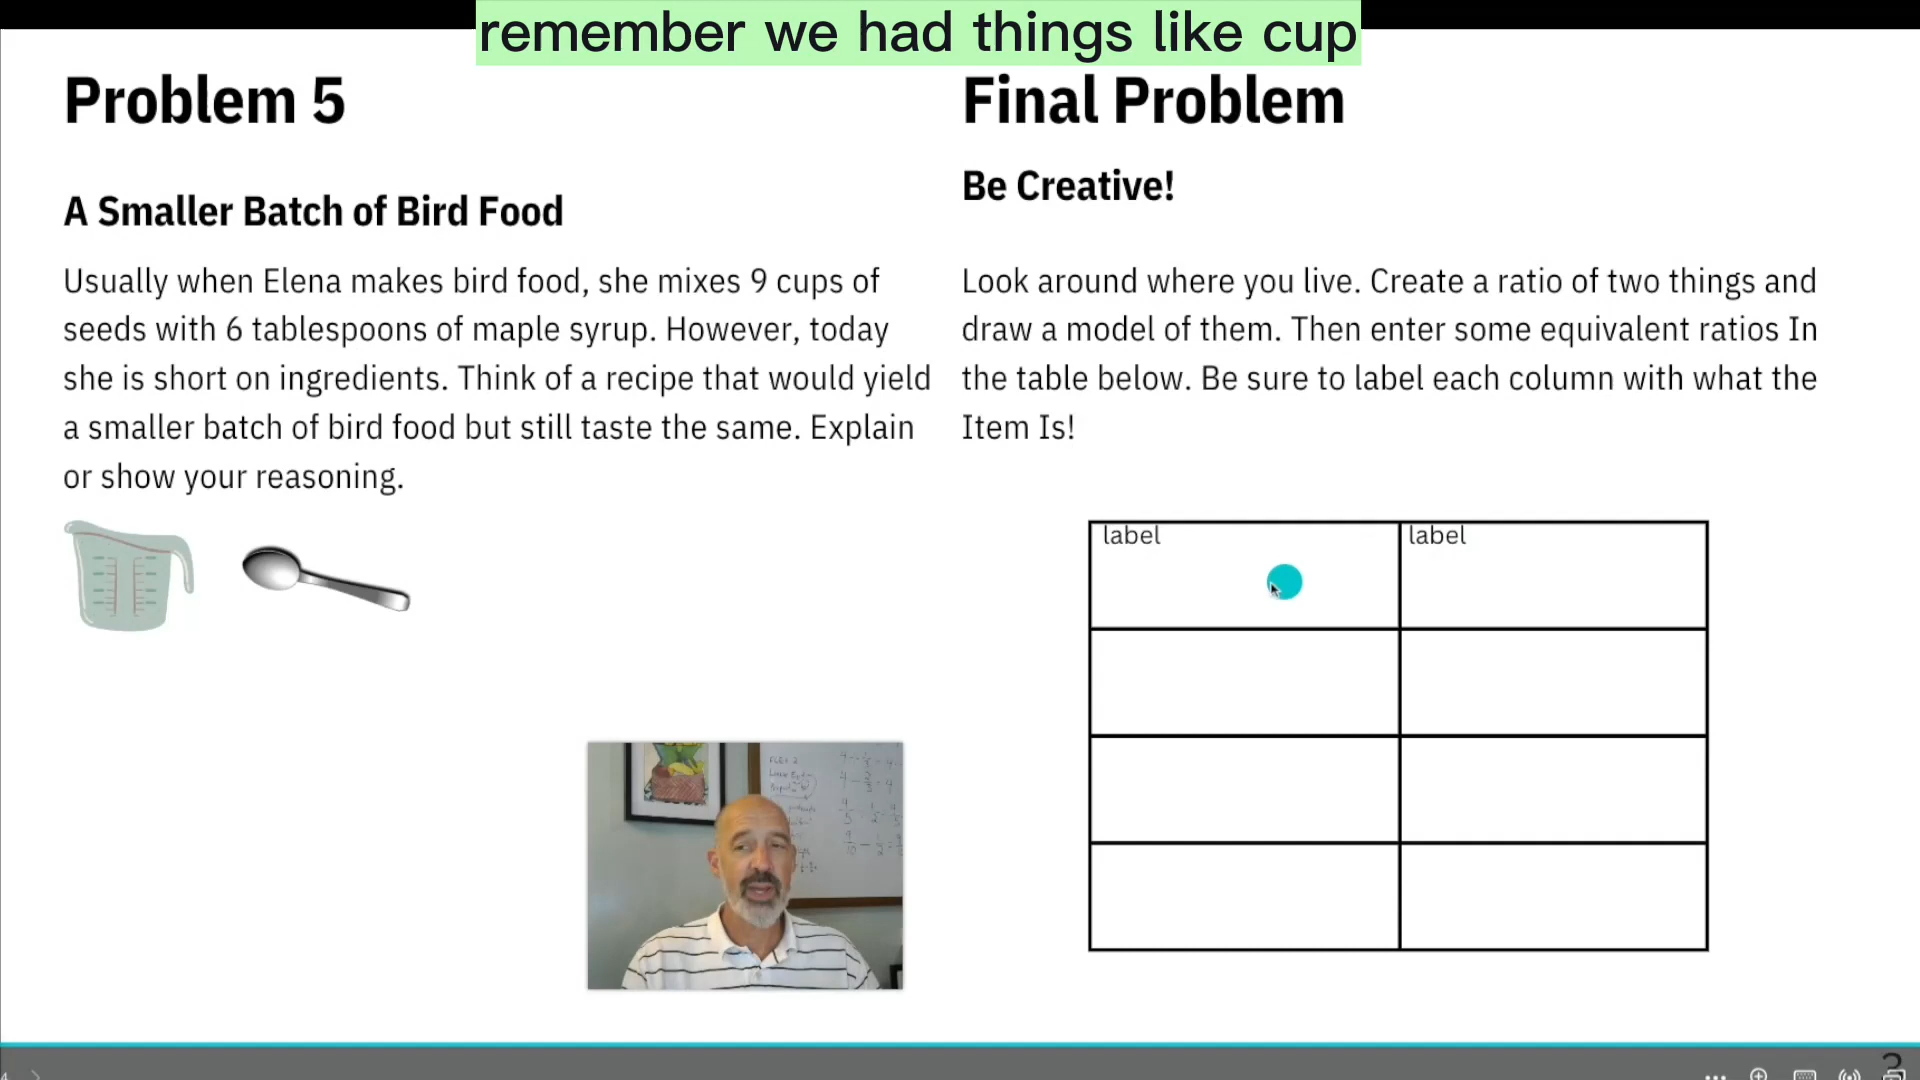 remember we had things like cup
Problem 5
A Smaller Batch of Bird Food
Usually when Elena makes bird food, she mixes 9 cups of
seeds with 6 tablespoons of maple syrup. However, today
she is short on ingredients. Think of a recipe that would yield
a smaller batch of bird food but still taste the same. Explain
or show your reasoning.
Final Problem
Be Creative!
Look around where you live. Create a ratio of two things and
draw a model of them. Then enter some equivalent ratios In
the table below. Be sure to label each column with what the
Item Is!
label
label